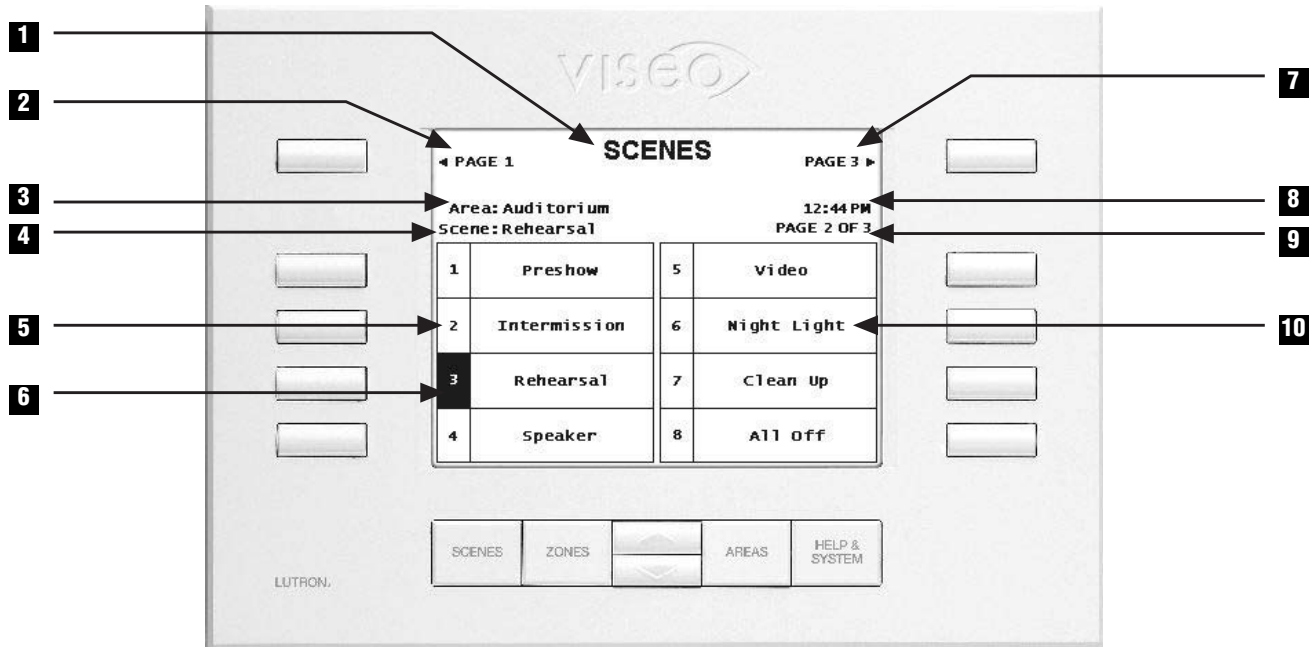 VISEO
1
2
3
4
5
6
7
8
9
10
SCENES
◄ PAGE 1
PAGE 3 ►
Area: Auditorium
12:44 PM
Scene: Rehearsal
PAGE 2 OF 3
1 Preshow
5 Video
2 Intermission
6 Night Light
3 Rehearsal
7 Clean Up
4 Speaker
8 All Off
SCENES
ZONES
AREAS
HELP &
SYSTEM
LUTRON.